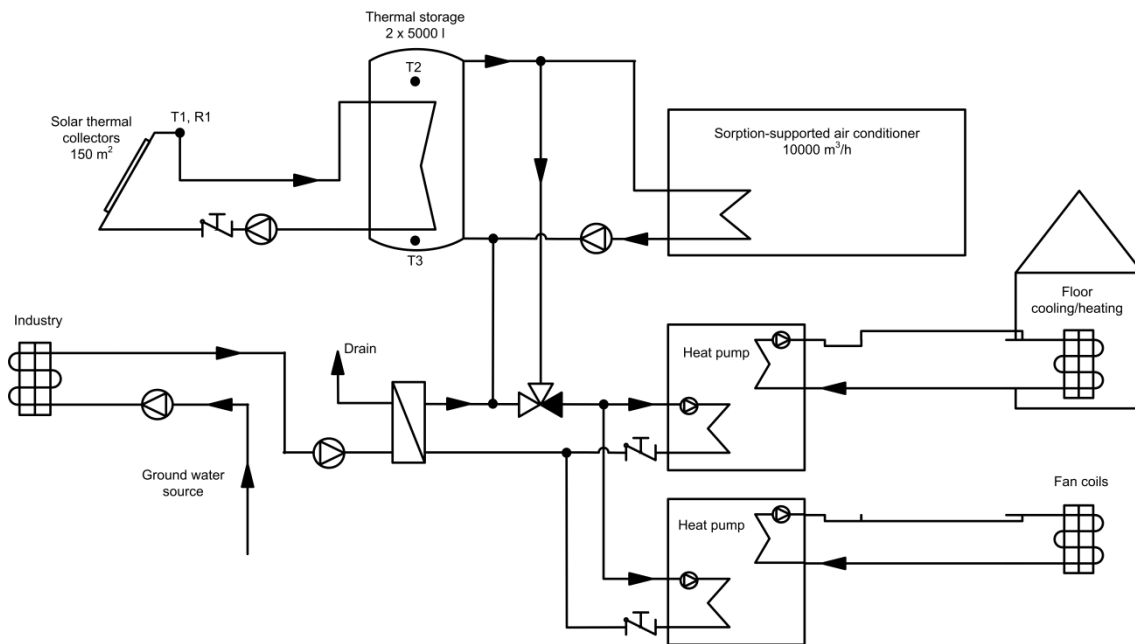 Thermal storage
2 x 5000 l
T2
T1, R1
Solar thermal
collectors
150 m²
Sorption-supported air conditioner
10000 m³/h
T3
Floor
cooling/heating
Industry
Drain
Heat pump
Ground water
source
Fan coils
Heat pump